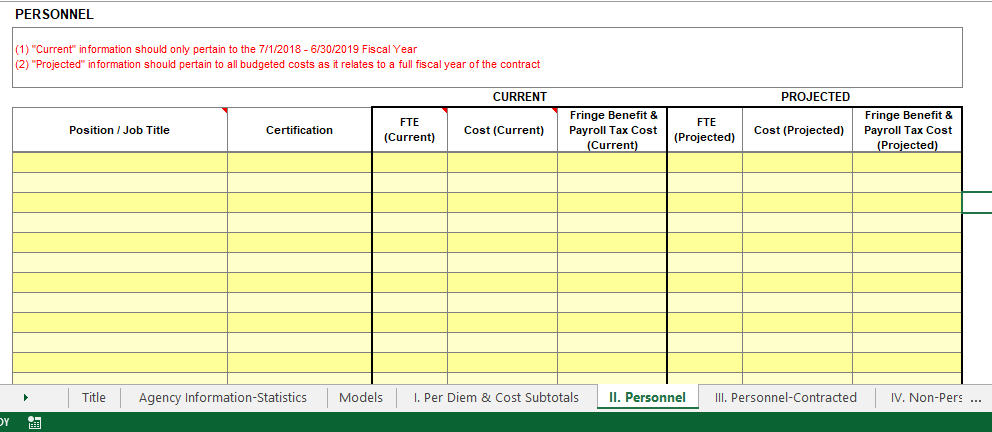 PERSONNEL
(1) "Current" information should only pertain to the 7/1/2018 - 6/30/2019 Fiscal Year
(2) "Projected" information should pertain to all budgeted costs as it relates to a full fiscal year of the contract
CURRENT PROJECTED
Position / Job Title
Certification
FTE
(Current)
Cost (Current)
Fringe Benefit &
Payroll Tax Cost
(Current)
FTE
(Projected)
Cost (Projected)
Fringe Benefit &
Payroll Tax Cost
(Projected)
Title Agency Information-Statistics Models I. Per Diem & Cost Subtotals II. Personnel III. Personnel-Contracted IV. Non-Pers ...
DY